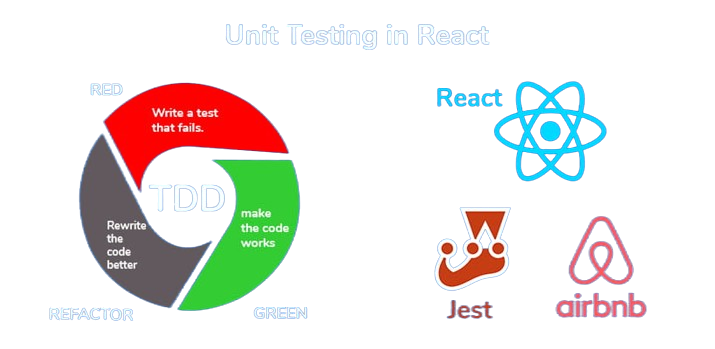 Unit Testing in React
RED
Write a test
that fails.
TDD
make
the code
works
Rewrite
the
code
better
REFACTOR
GREEN
React
Jest
airbnb